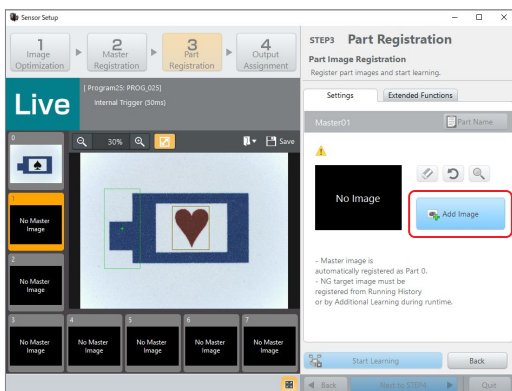 Sensor Setup
1
Image
Optimization
2
Master
Registration
3
Part
Registration
4
Output
Assignment
Live
[ Program25: PROG_025]
Internal Trigger (50ms)
30%
Save
0
1
No Master
Image
2
No Master
Image
3
No Master
Image
4
No Master
Image
5
No Master
Image
6
No Master
Image
7
No Master
Image
STEP3 Part Registration
Part Image Registration
Register part images and start learning.
Settings
Extended Functions
Master01
Part Name
No Image
Add Image
- Master image is
automatically registered as Part 0.
- NG target image must be
registered from Running History
or by Additional Learning during runtime.
Start Learning
Back
Back
Next to STEP4
Quit